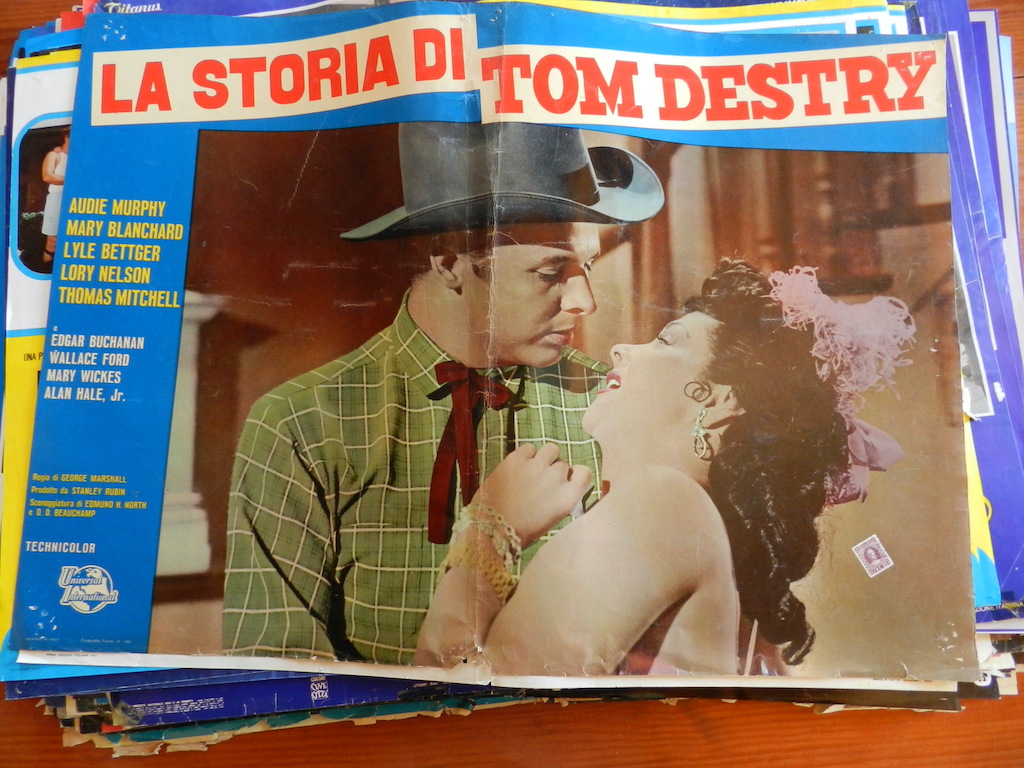 Titanus
LA STORIA DI TOM DESTRY
AUDIE MURPHY
MARY BLANCHARD
LYLE BETTGER
LORY NELSON
THOMAS MITCHELL
e
EDGAR BUCHANAN
WALLACE FORD
MARY WICKES
ALAN HALE, Jr.
UNA P
Regia di GEORGE MARSHALL
Prodotto da STANLEY RUBIN
Sceneggiatura di EDMUND H. NORTH
e D. D. BEAUCHAMP
TECHNICOLOR
Universal
International